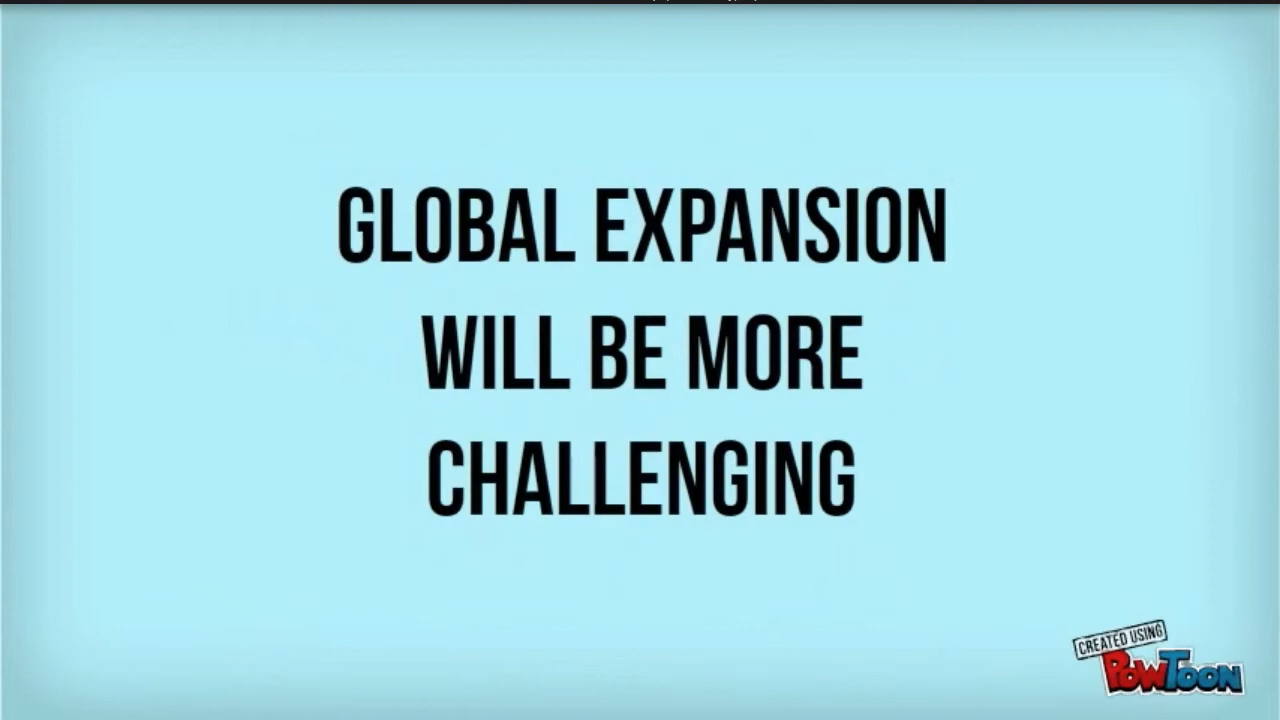 GLOBAL EXPANSION
WILL BE MORE
CHALLENGING
CREATED USING
POWTOON